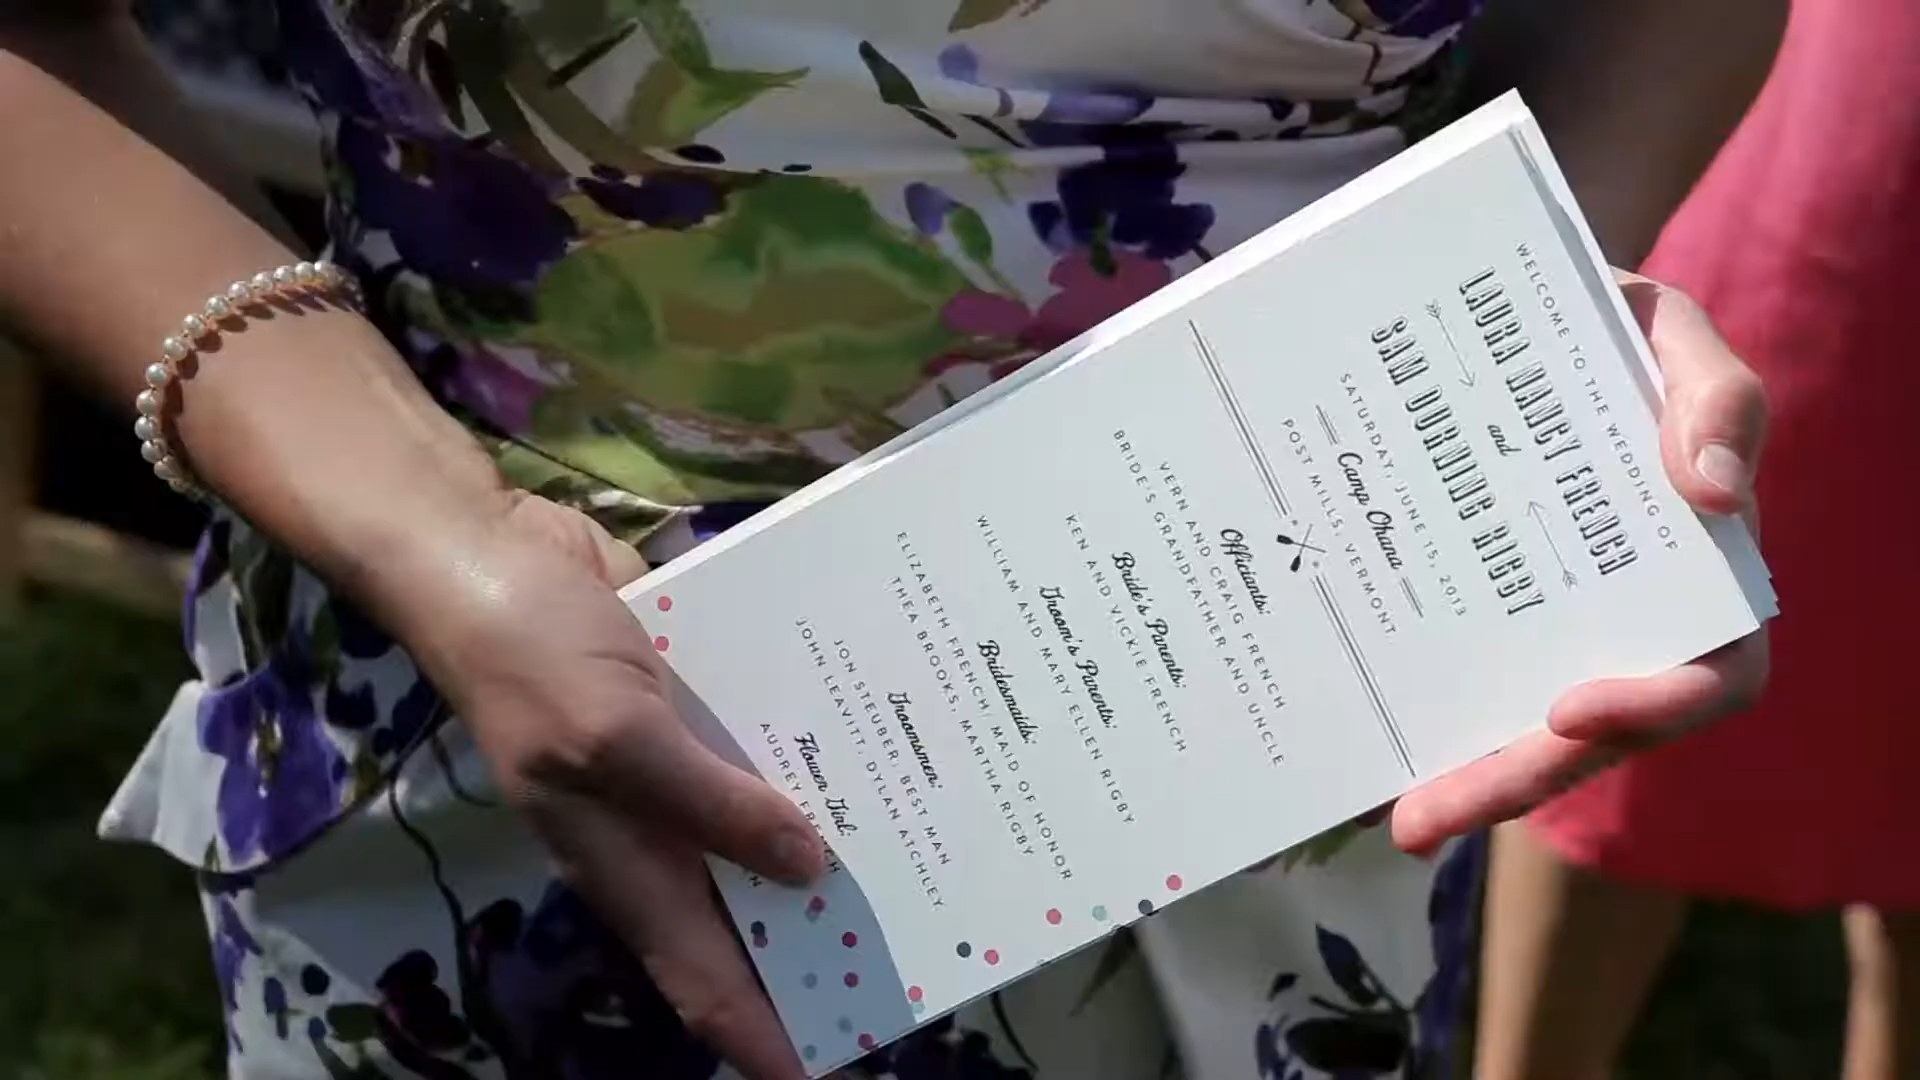 WELCOME TO THE WEDDING OF
LAURA NANCY FRENCH
and
SAM DORNING RIGBY
SATURDAY, JUNE 15, 2013
Camp Ohana
POST MILLS, VERMONT
Officiants:
VERN AND CRAIG FRENCH
BRIDE'S GRANDFATHER AND UNCLE
Bride's Parents:
KEN AND VICKIE FRENCH
Groom's Parents:
WILLIAM AND MARY ELLEN RIGBY
Bridesmaids:
ELIZABETH FRENCH, MAID OF HONOR
THEA BROOKS, MARTHA RIGBY
Groomsmen:
JON STEUBER, BEST MAN
JOHN LEAVITT, DYLAN ATCHLEY
Flower Girl:
AUDREY FRENCH